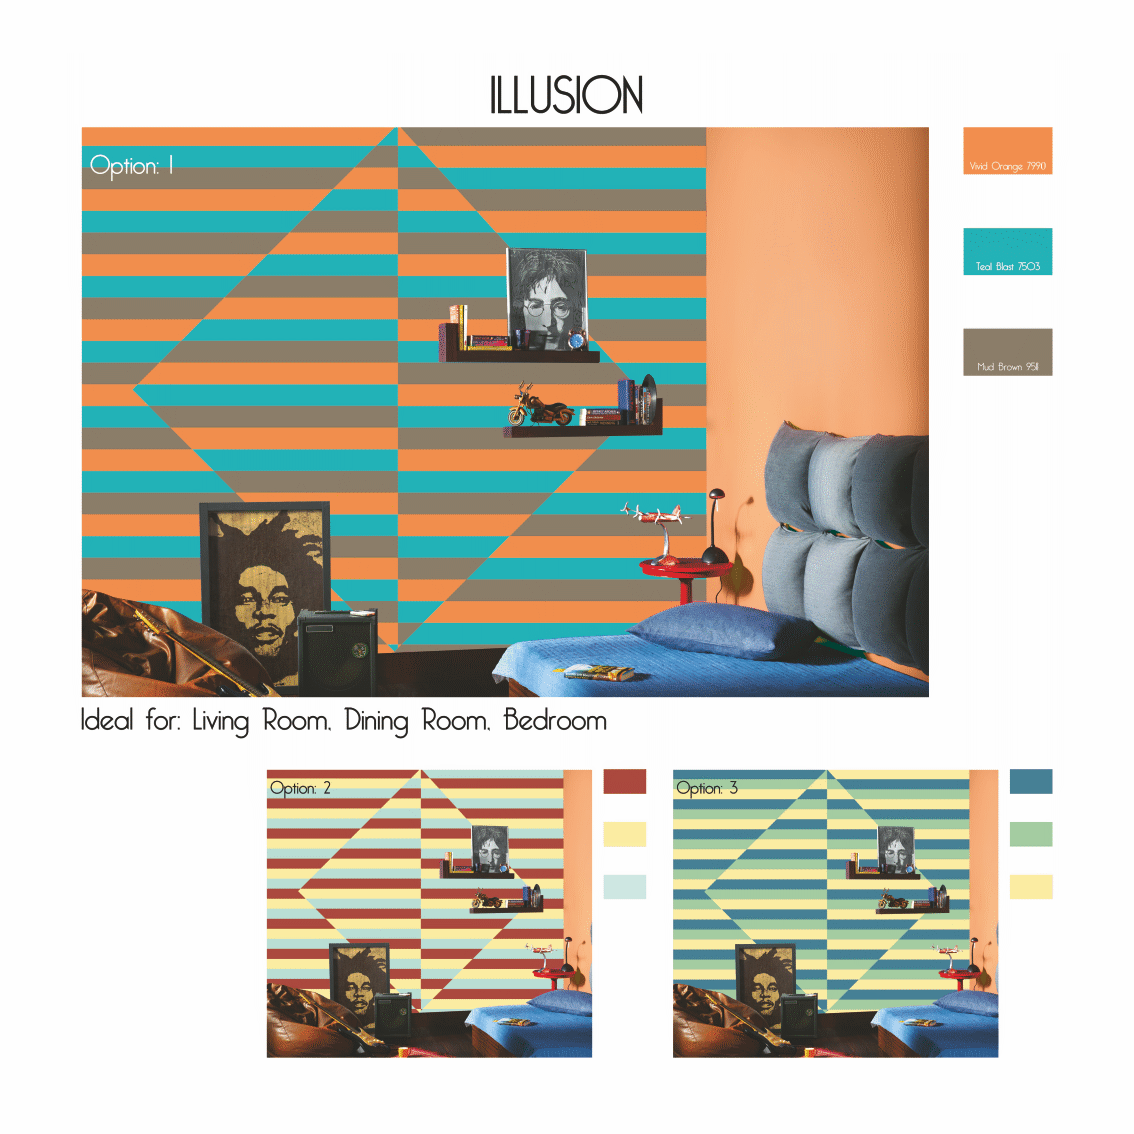 ILLUSION
Option: 1
Vivid Orange 7990
Teal Blast 7503
Mud Brown 9511
Ideal for: Living Room, Dining Room, Bedroom
Option: 2
Option: 3